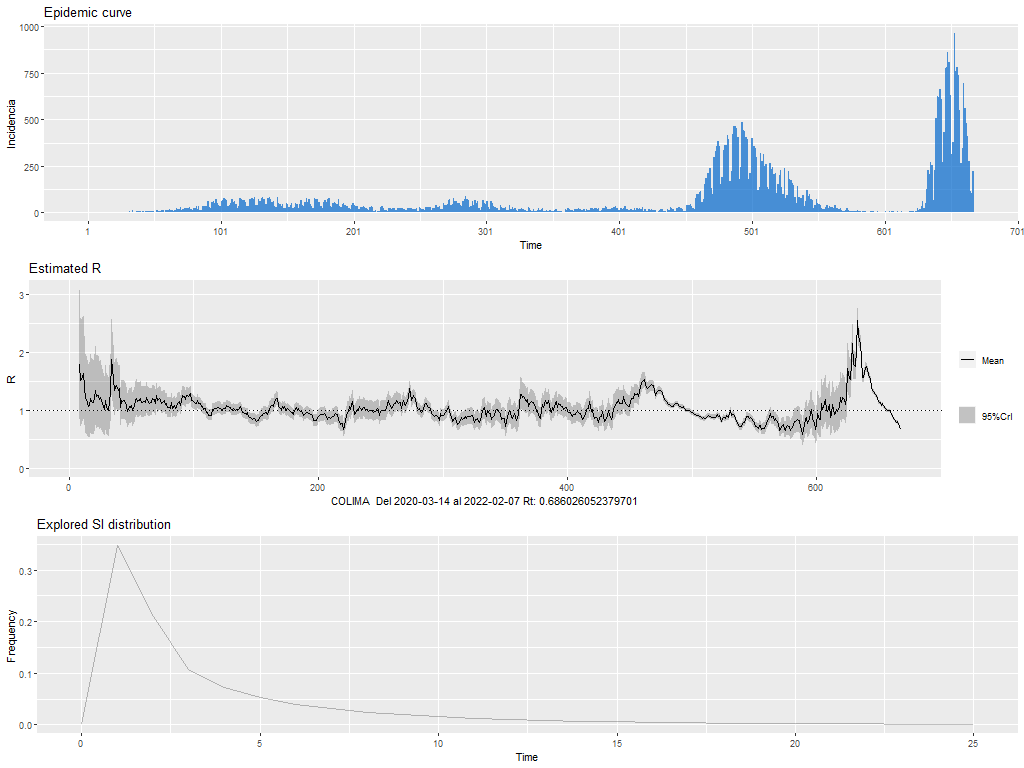 Epidemic curve
1000
750
500
250
0
Incidencia
1 101 201 301 401 501 601 701
Time
Estimated R
3
2
1
0
R
Mean
95%CrI
0 200 400 600
COLIMA Del 2020-03-14 al 2022-02-07 Rt: 0.686026052379701
Explored SI distribution
0.3
0.2
0.1
0.0
Frequency
0 5 10 15 20 25
Time